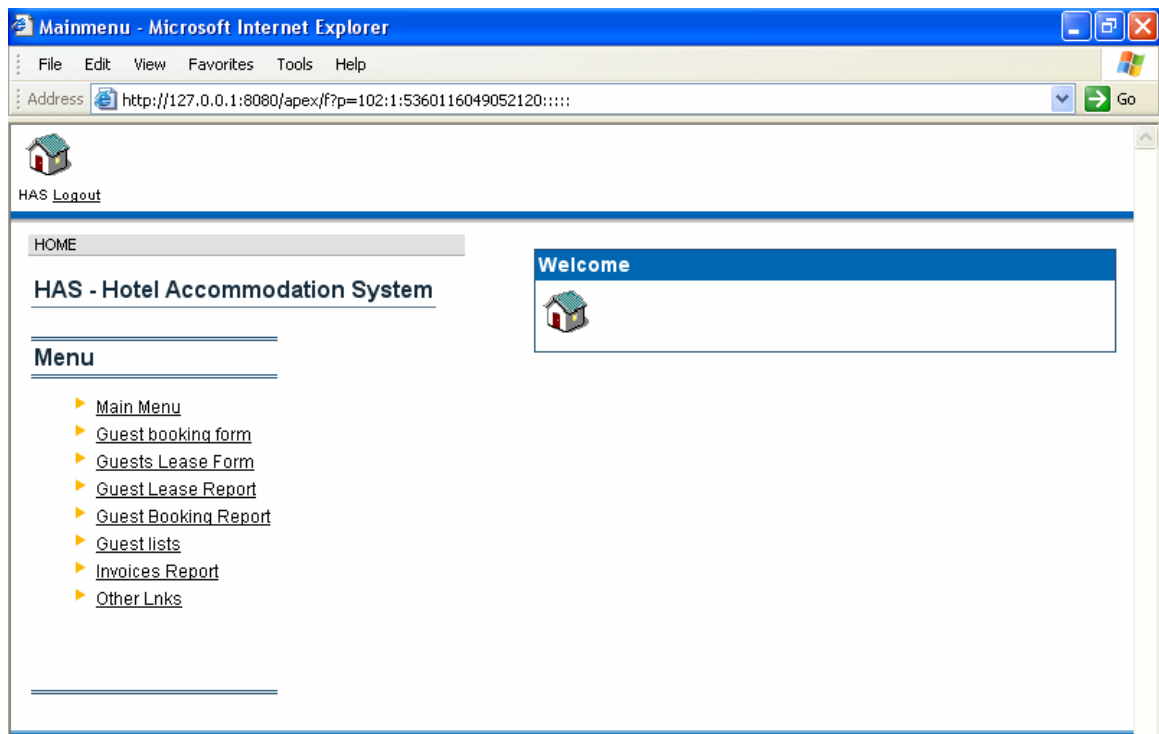 Mainmenu - Microsoft Internet Explorer
File Edit View Favorites Tools Help
Address http://127.0.0.1:8080/apex/f?p=102:1:5360116049052120::::: Go
HAS Logout
HOME
HAS - Hotel Accommodation System
Welcome
Menu
Main Menu
Guest booking form
Guests Lease Form
Guest Lease Report
Guest Booking Report
Guest lists
Invoices Report
Other Lnks